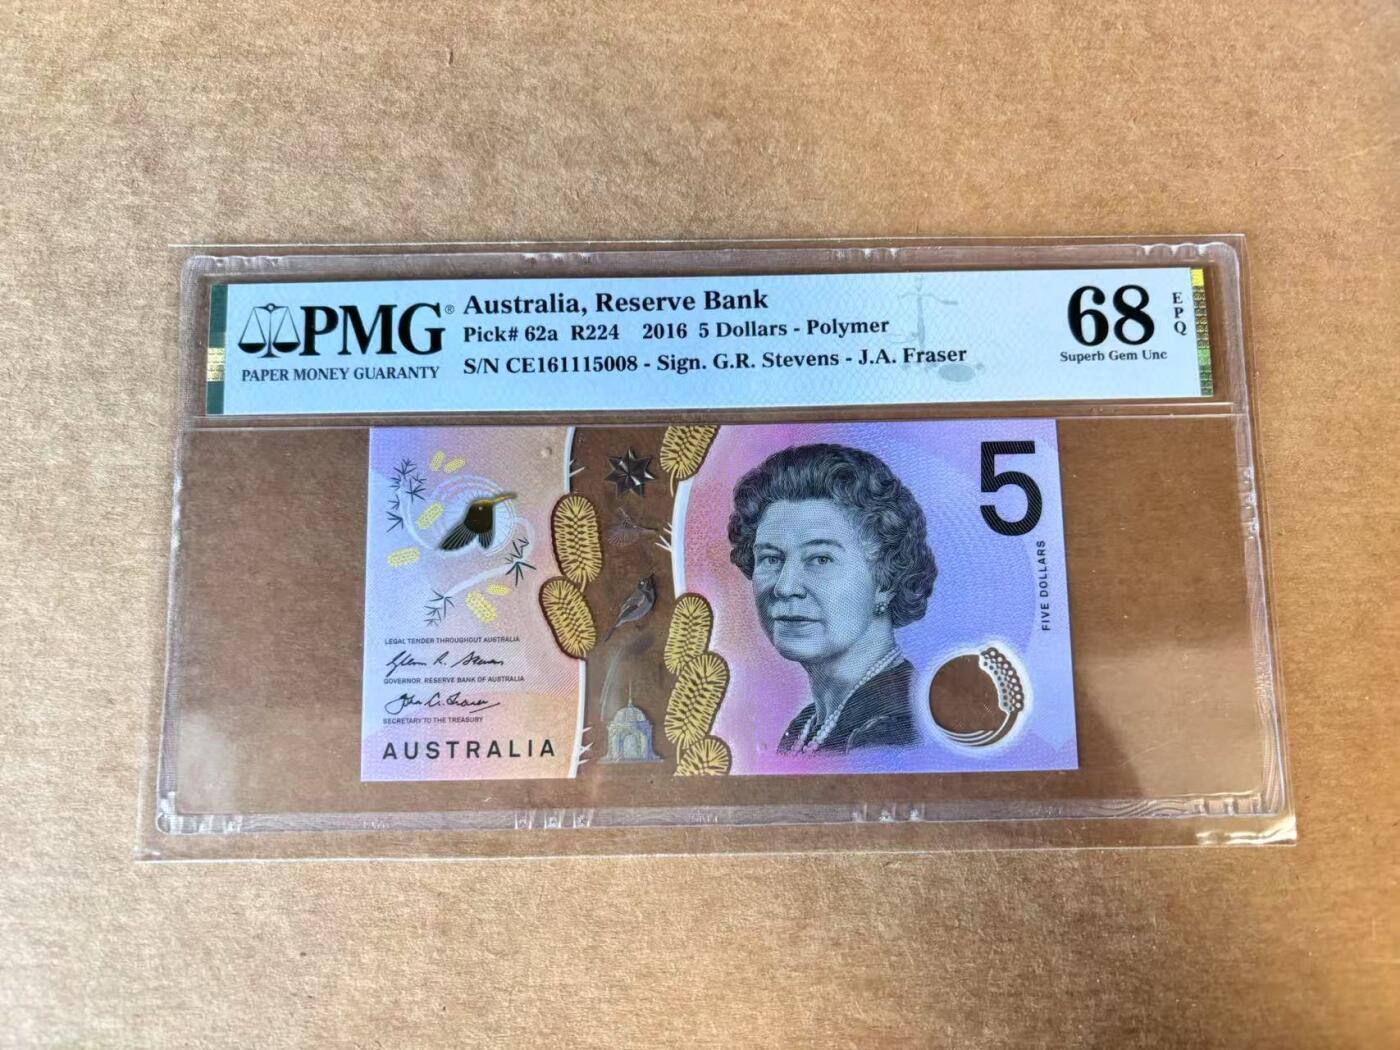 PMG®
PAPER MONEY GUARANTY
Australia, Reserve Bank
Pick# 62a R224 2016 5 Dollars - Polymer
S/N CE161115008 - Sign. G.R. Stevens - J.A. Fraser
68
EPQ
Superb Gem Unc
5
FIVE DOLLARS
LEGAL TENDER THROUGHOUT AUSTRALIA
GOVERNOR, RESERVE BANK OF AUSTRALIA
SECRETARY TO THE TREASURY
AUSTRALIA